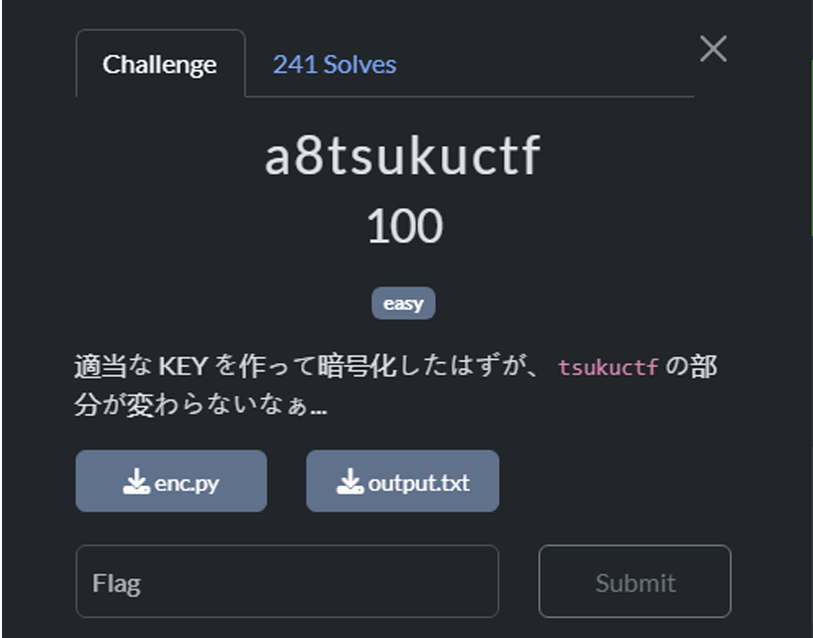 Challenge
241 Solves
a8tsukuctf
100
easy
適当な KEY を作って暗号化したはずが、 tsukuctf の部
分が変わらないなぁ...
enc.py
output.txt
Flag
Submit